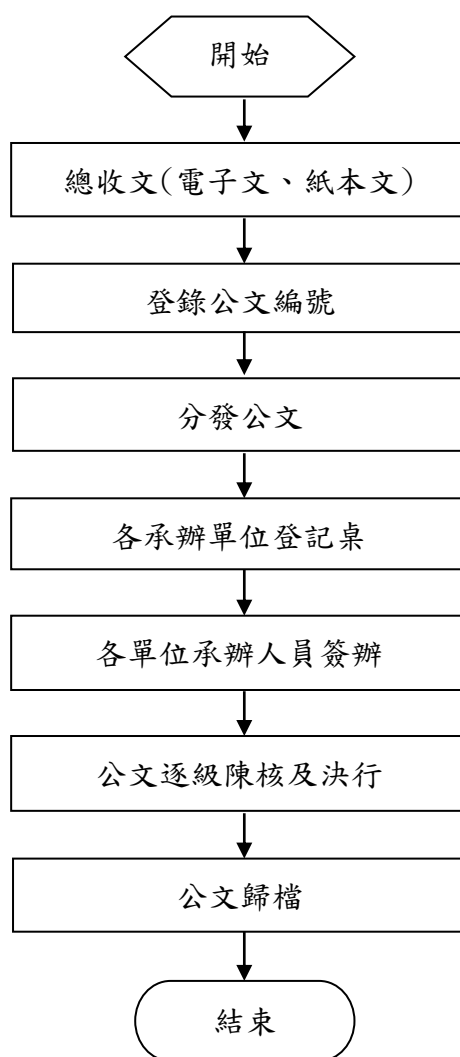 開始
總收文(電子文、紙本文)
登錄公文編號
分發公文
各承辦單位登記桌
各單位承辦人員簽辦
公文逐級陳核及決行
公文歸檔
結束